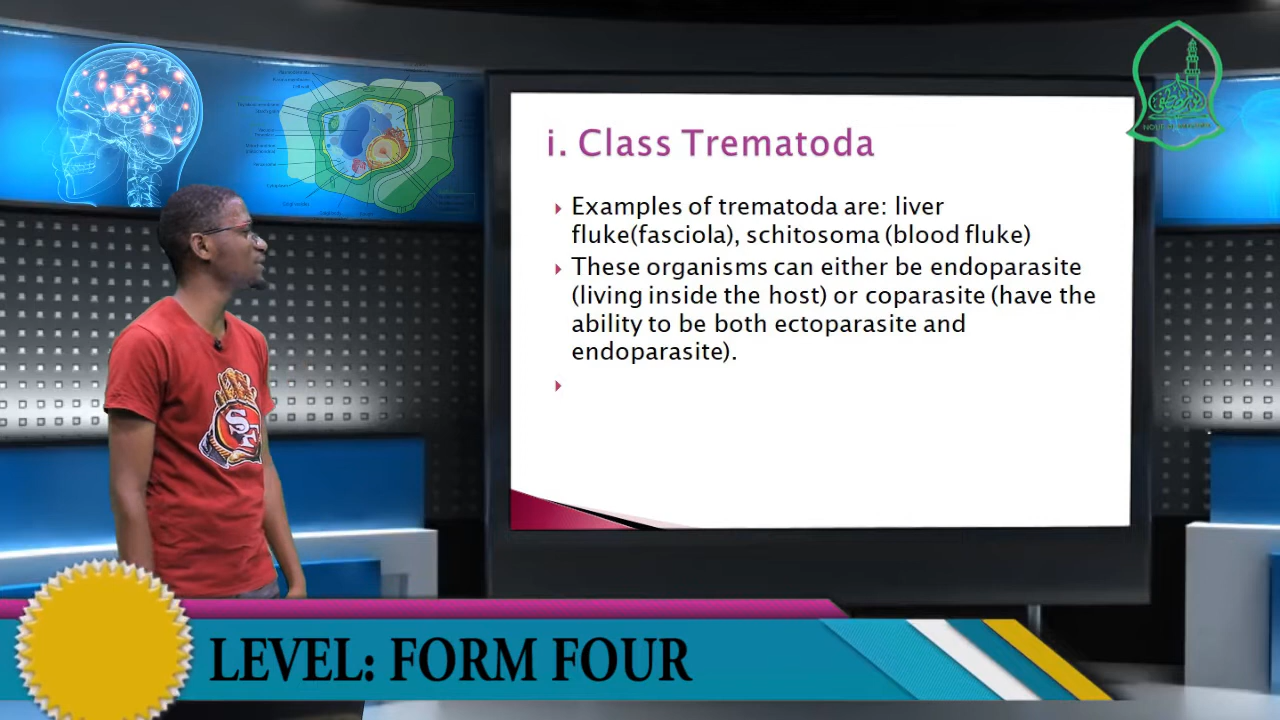 i. Class Trematoda
Examples of trematoda are: liver
fluke(fasciola), schitosoma (blood fluke)
These organisms can either be endoparasite
(living inside the host) or coparasite (have the
ability to be both ectoparasite and
endoparasite).
SF
LEVEL: FORM FOUR